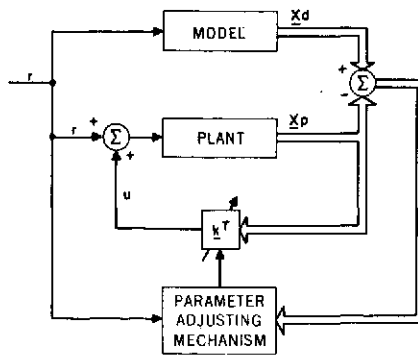 MODEL
Xd
r
+
-
Σ
r
+
Σ
+
PLANT
Xp
u
k^T
PARAMETER
ADJUSTING
MECHANISM